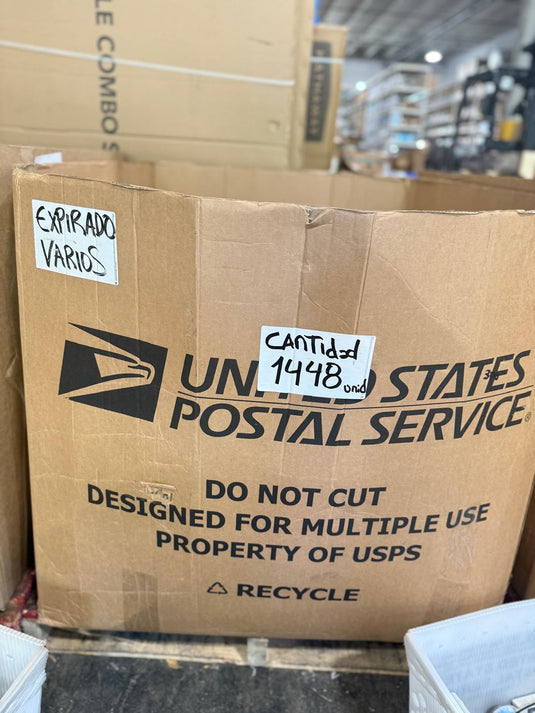 LE COMBO S
EXPIRADO
VARIOS
CANTidad
1448 unid
UNITED STATES
POSTAL SERVICE®
DO NOT CUT
DESIGNED FOR MULTIPLE USE
PROPERTY OF USPS
RECYCLE